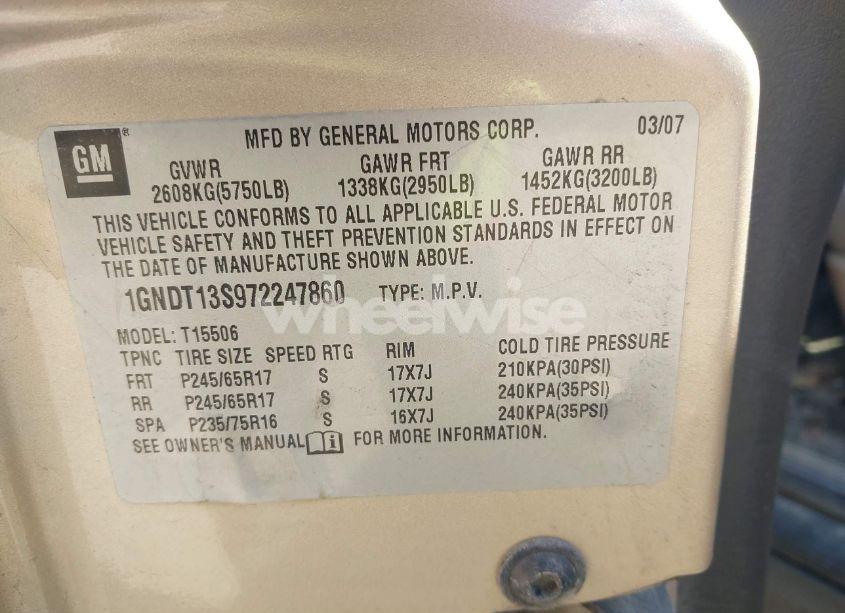 GM ® MFD BY GENERAL MOTORS CORP. 03/07
GVWR GAWR FRT GAWR RR
2608KG(5750LB) 1338KG(2950LB) 1452KG(3200LB)
THIS VEHICLE CONFORMS TO ALL APPLICABLE U.S. FEDERAL MOTOR
VEHICLE SAFETY AND THEFT PREVENTION STANDARDS IN EFFECT ON
THE DATE OF MANUFACTURE SHOWN ABOVE.
1GNDT13S972247860 TYPE: M.P.V.
wheelwise
MODEL: T15506
TPNC TIRE SIZE SPEED RTG RIM COLD TIRE PRESSURE
FRT P245/65R17 S 17X7J 210KPA(30PSI)
RR P245/65R17 S 17X7J 240KPA(35PSI)
SPA P235/75R16 S 16X7J 240KPA(35PSI)
SEE OWNER'S MANUAL i FOR MORE INFORMATION.